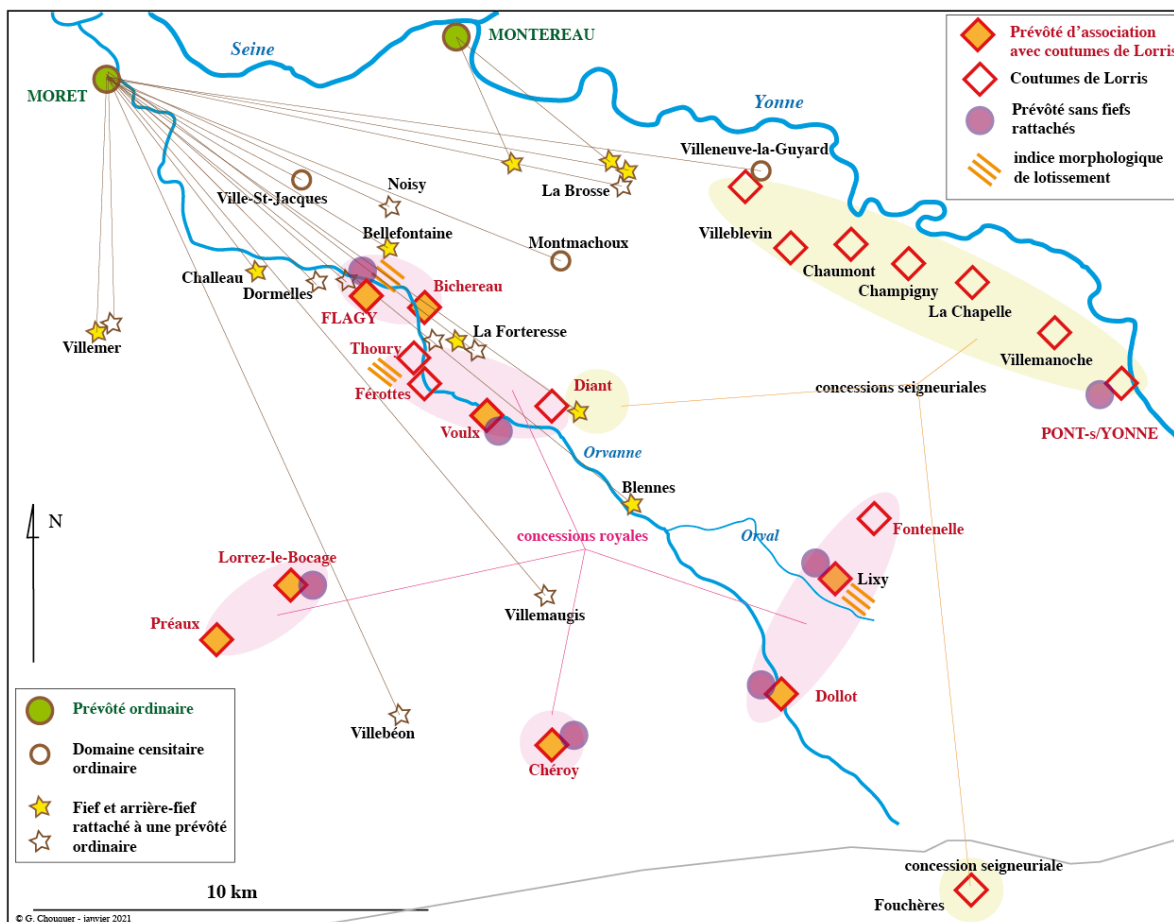 MONTEREAU
Seine
MORET
Yonne
Prévôté d'association
avec coutumes de Lorris
Coutumes de Lorris
Prévôté sans fiefs
rattachés
indice morphologique
de lotissement
Villeneuve-la-Guyard
La Brosse
Ville-St-Jacques
Noisy
Bellefontaine
Montmachoux
Villeblevin
Chaumont
Champigny
La Chapelle
Villemanoche
Challeau
Dormelles
Bichereau
FLAGY
La Forteresse
Villemer
Thoury
Férottes
Diant
concessions seigneuriales
Voulx
PONT-s/YONNE
Orvanne
Blennes
N
Fontenelle
Orval
concessions royales
Lorrez-le-Bocage
Lixy
Villemaugis
Préaux
Dollot
Villebéon
Chéroy
Prévôté ordinaire
Domaine censitaire
ordinaire
Fief et arrière-fief
rattaché à une prévôté
ordinaire
10 km
concession seigneuriale
Fouchères
© G. Chouquer - janvier 2021